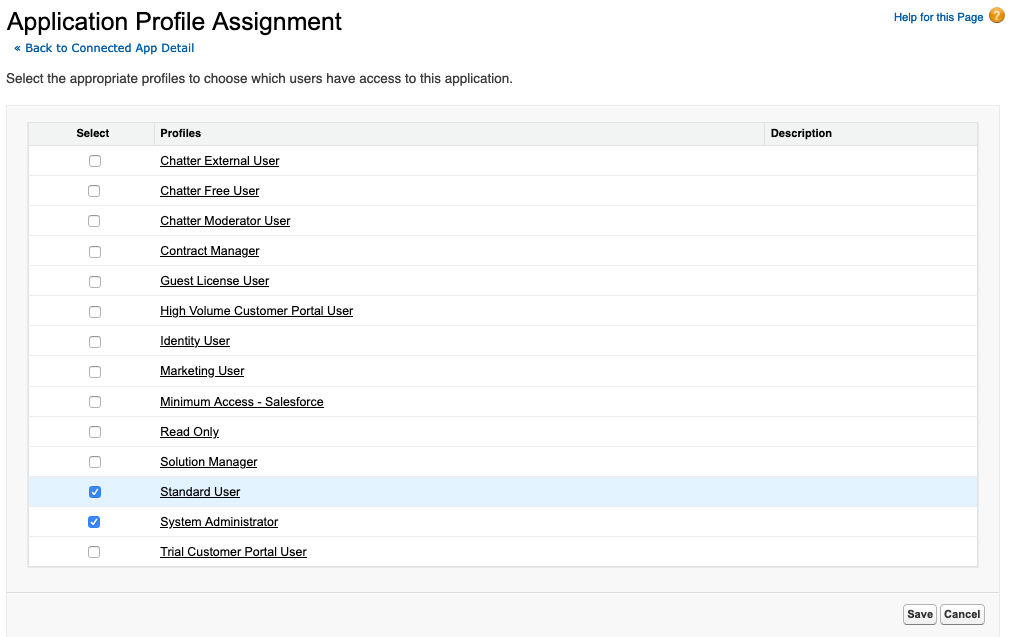 Application Profile Assignment
Help for this Page ?
« Back to Connected App Detail
Select the appropriate profiles to choose which users have access to this application.
Select Profiles Description
Chatter External User
Chatter Free User
Chatter Moderator User
Contract Manager
Guest License User
High Volume Customer Portal User
Identity User
Marketing User
Minimum Access - Salesforce
Read Only
Solution Manager
Standard User
System Administrator
Trial Customer Portal User
Save Cancel